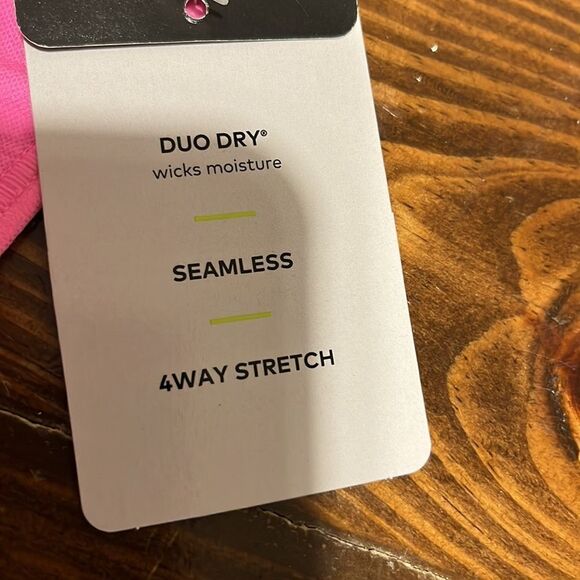 DUO DRY®
wicks moisture
SEAMLESS
4WAY STRETCH